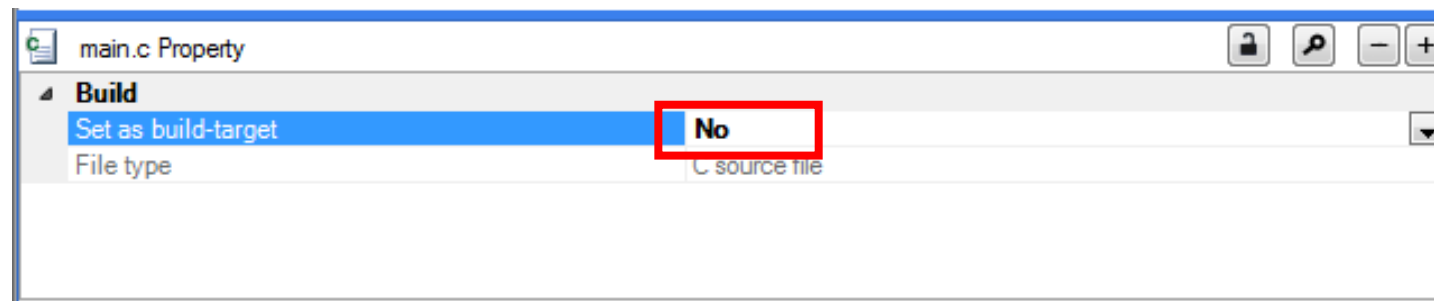 main.c Property
Build
Set as build-target No
File type C source file